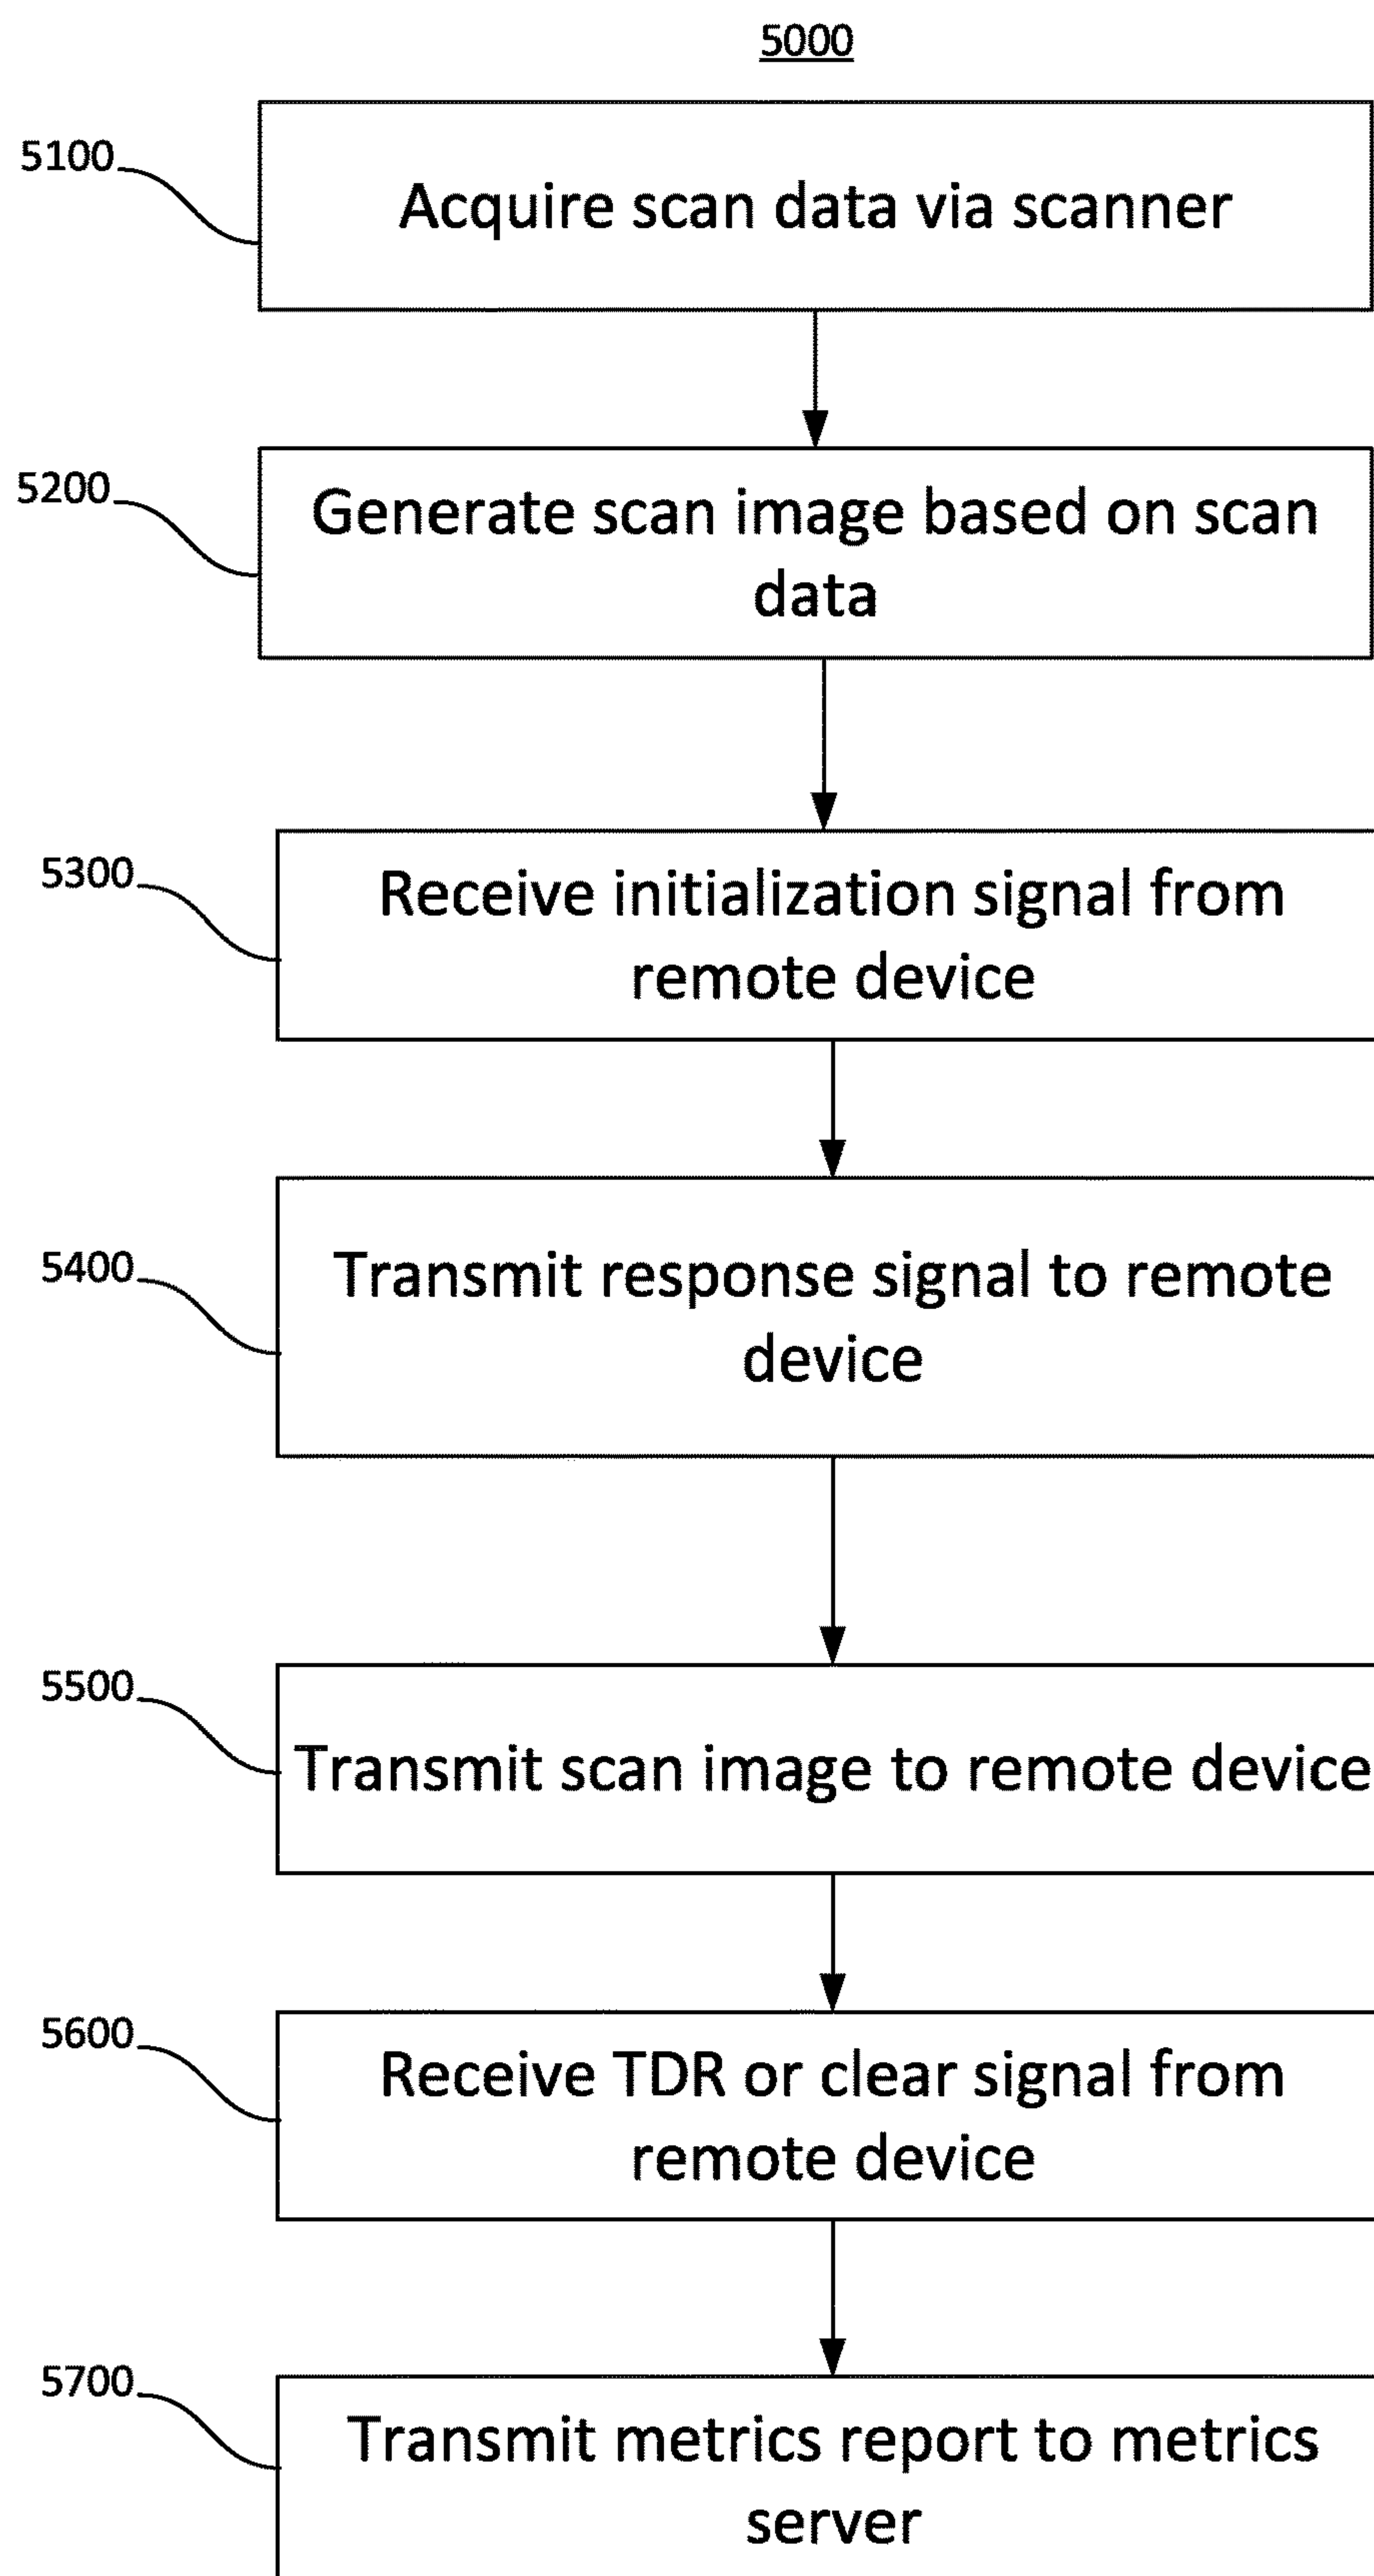 5000
5100
Acquire scan data via scanner
5200
Generate scan image based on scan
data
5300
Receive initialization signal from
remote device
5400
Transmit response signal to remote
device
5500
Transmit scan image to remote device
5600
Receive TDR or clear signal from
remote device
5700
Transmit metrics report to metrics
server